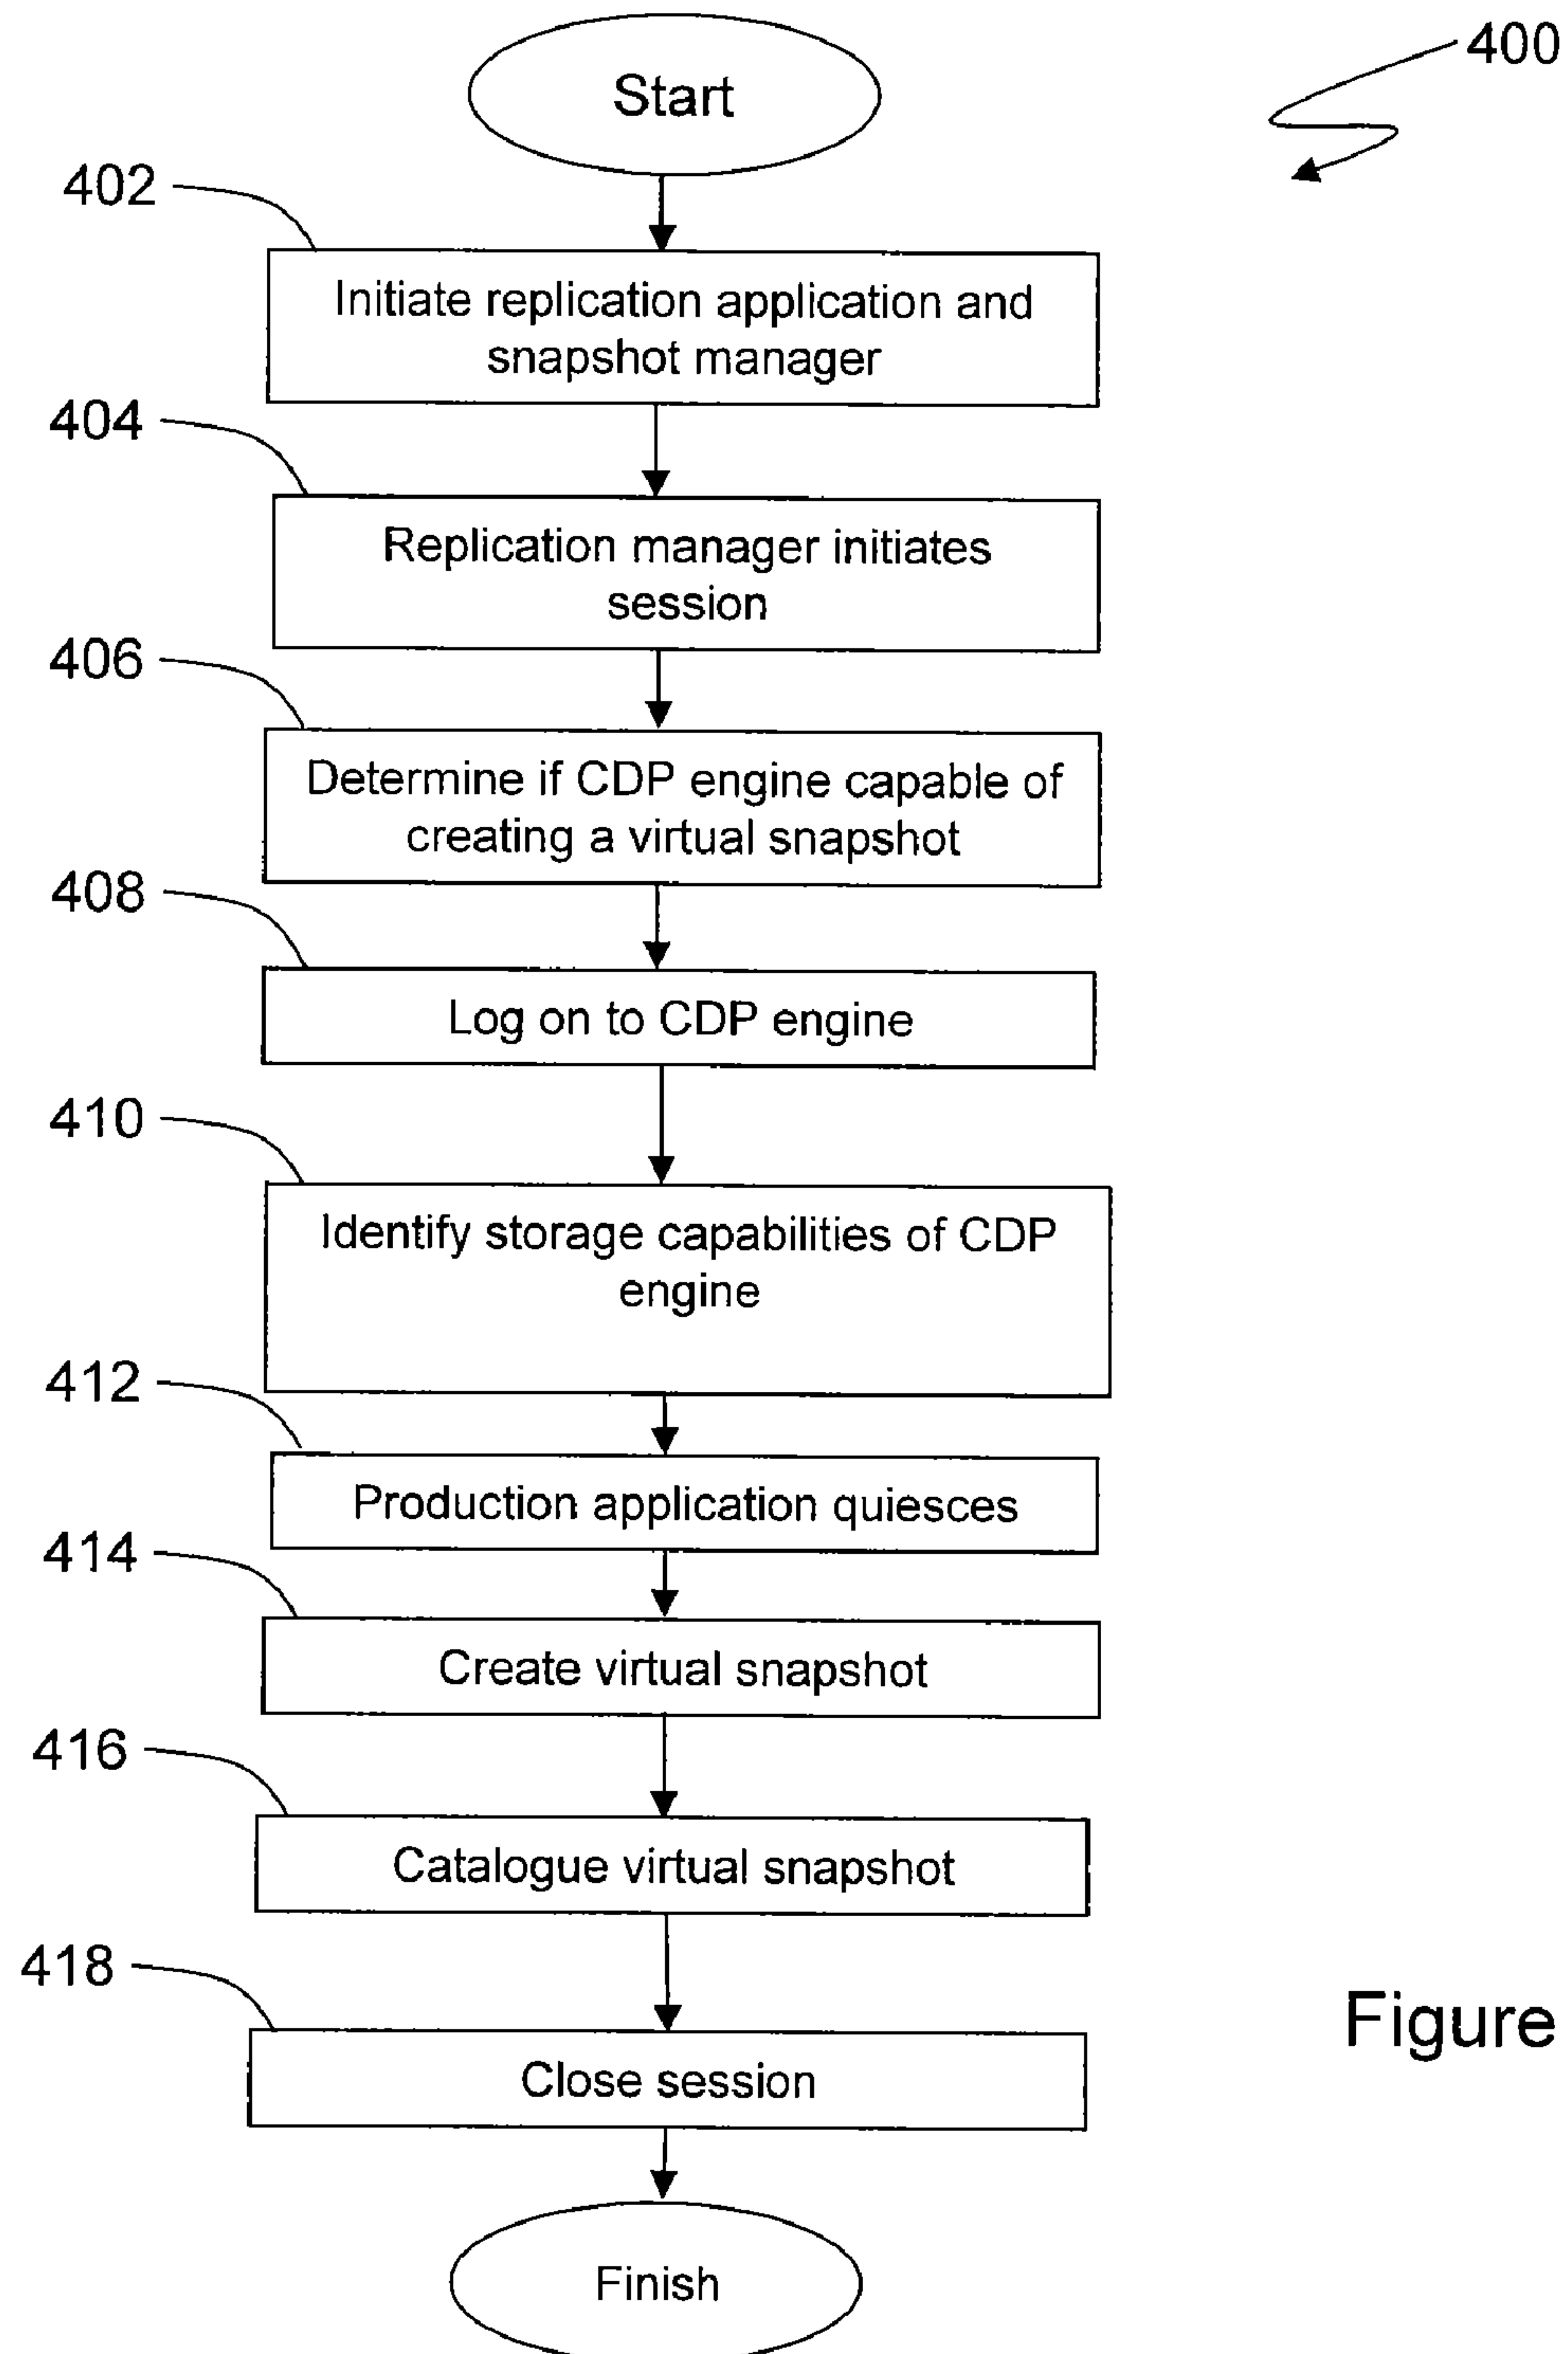 400
Start
402
Initiate replication application and
snapshot manager
404
Replication manager initiates
session
406
Determine if CDP engine capable of
creating a virtual snapshot
408
Log on to CDP engine
410
Identify storage capabilities of CDP
engine
412
Production application quiesces
414
Create virtual snapshot
416
Catalogue virtual snapshot
418
Close session
Figure
Finish